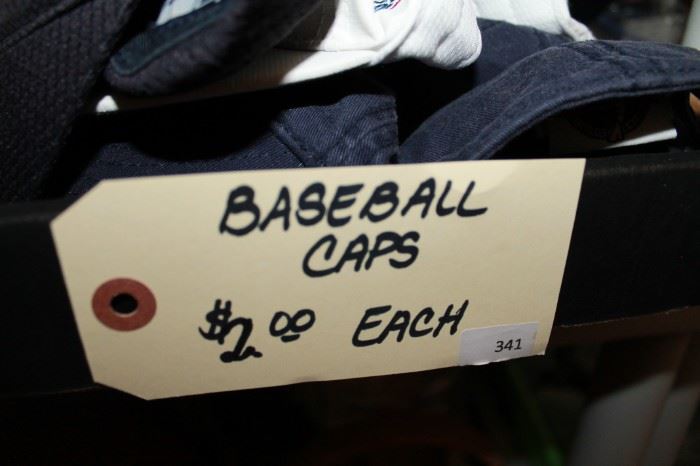 BASEBALL
CAPS
$2.00 EACH
341